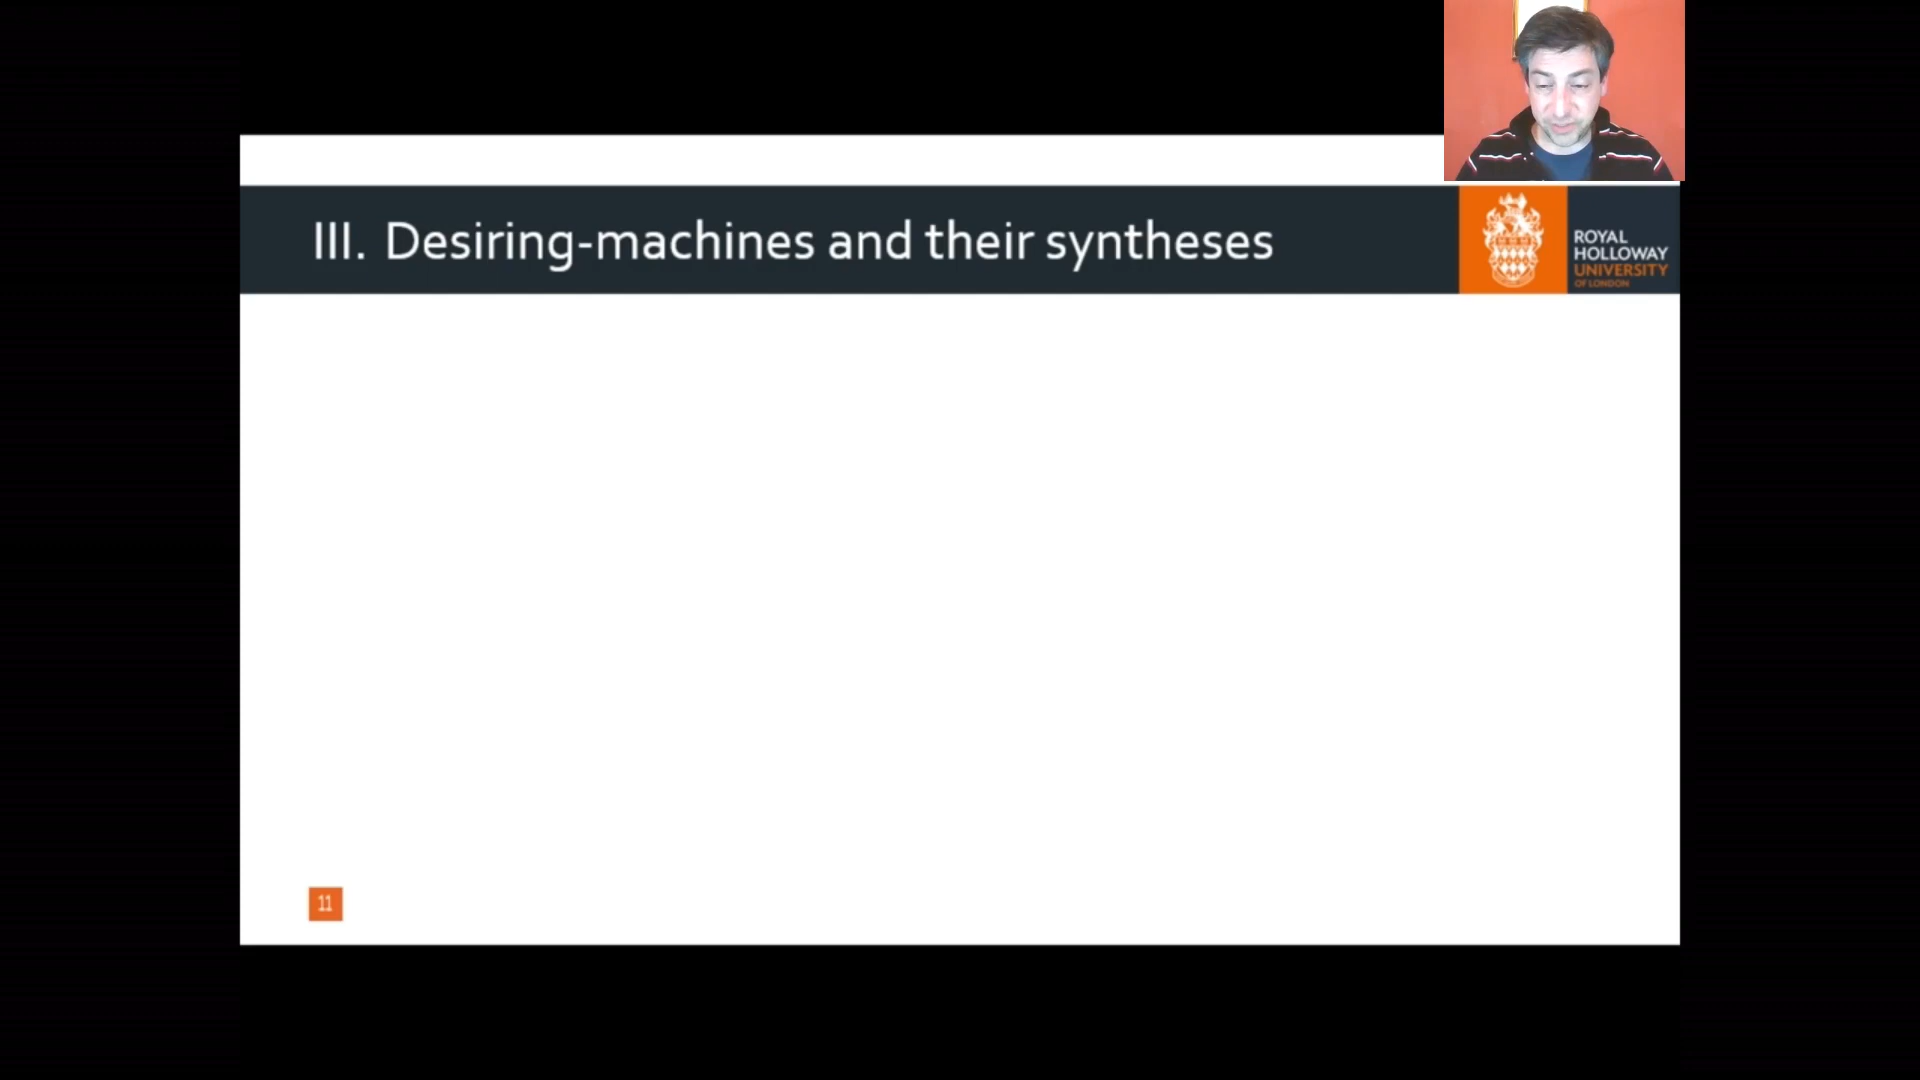 III. Desiring-machines and their syntheses
ROYAL
HOLLOWAY
UNIVERSITY
OF LONDON
11